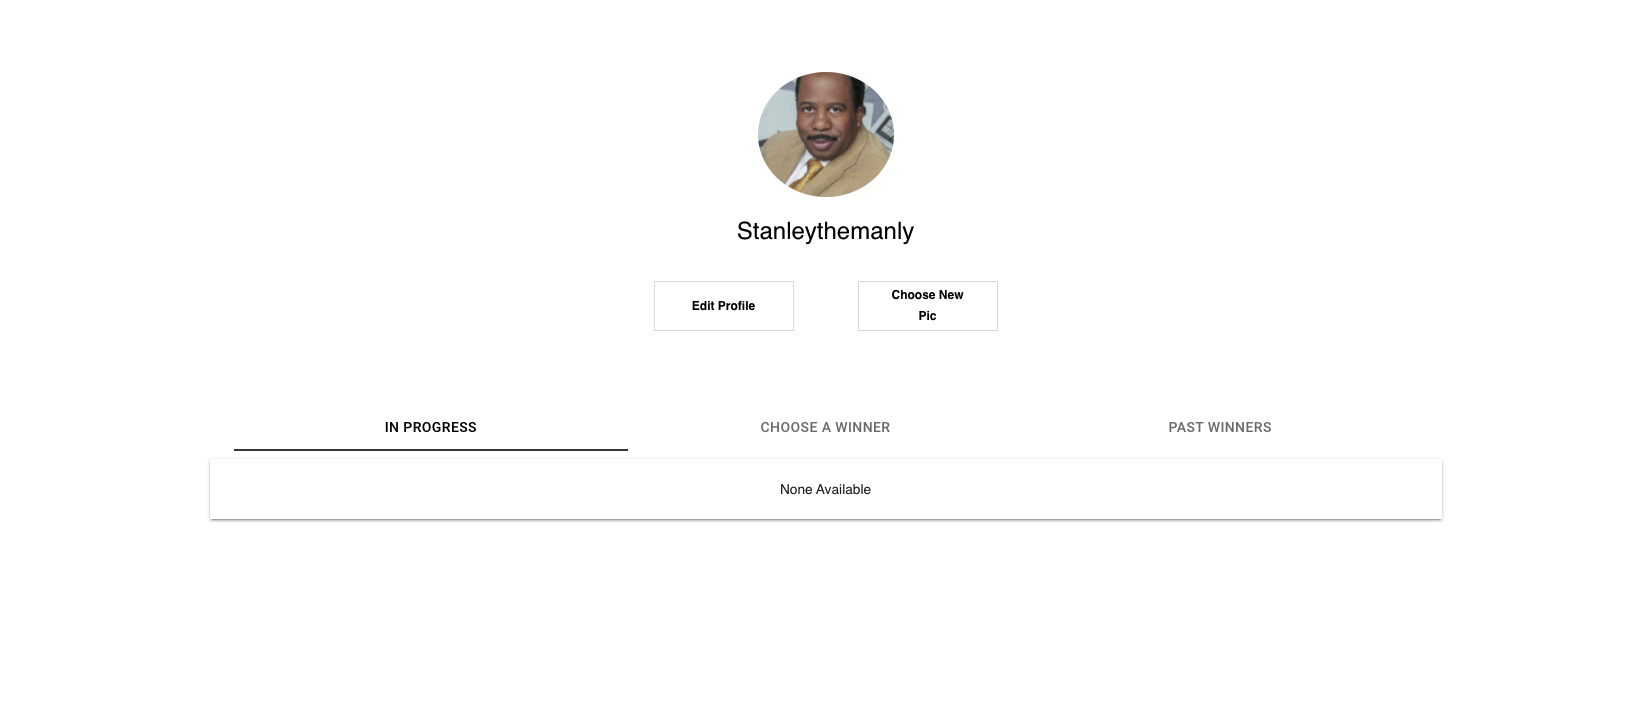 Stanleythemanly
Edit Profile
Choose New
Pic
IN PROGRESS
CHOOSE A WINNER
PAST WINNERS
None Available